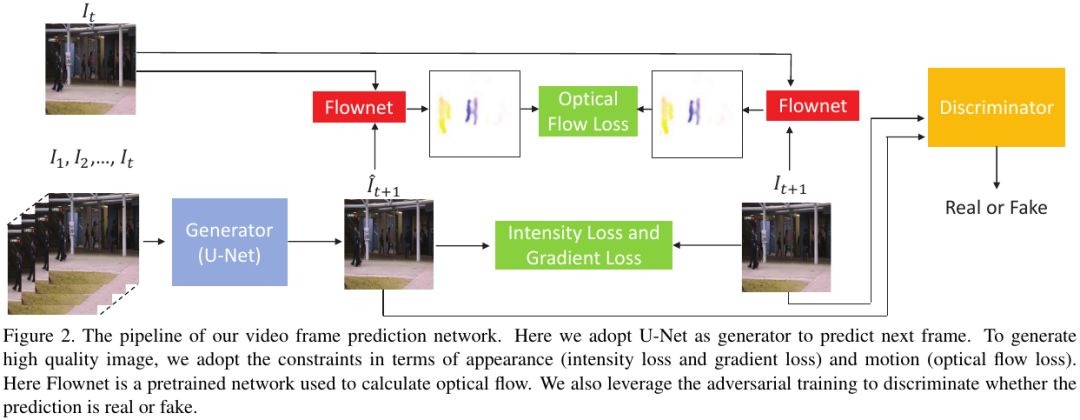 I_t
Flownet
Optical
Flow Loss
Flownet
Discriminator
I_1, I_2,..., I_t
Î_{t+1}
I_{t+1}
Real or Fake
Generator
(U-Net)
Intensity Loss and
Gradient Loss
Figure 2. The pipeline of our video frame prediction network. Here we adopt U-Net as generator to predict next frame. To generate
high quality image, we adopt the constraints in terms of appearance (intensity loss and gradient loss) and motion (optical flow loss).
Here Flownet is a pretrained network used to calculate optical flow. We also leverage the adversarial training to discriminate whether the
prediction is real or fake.